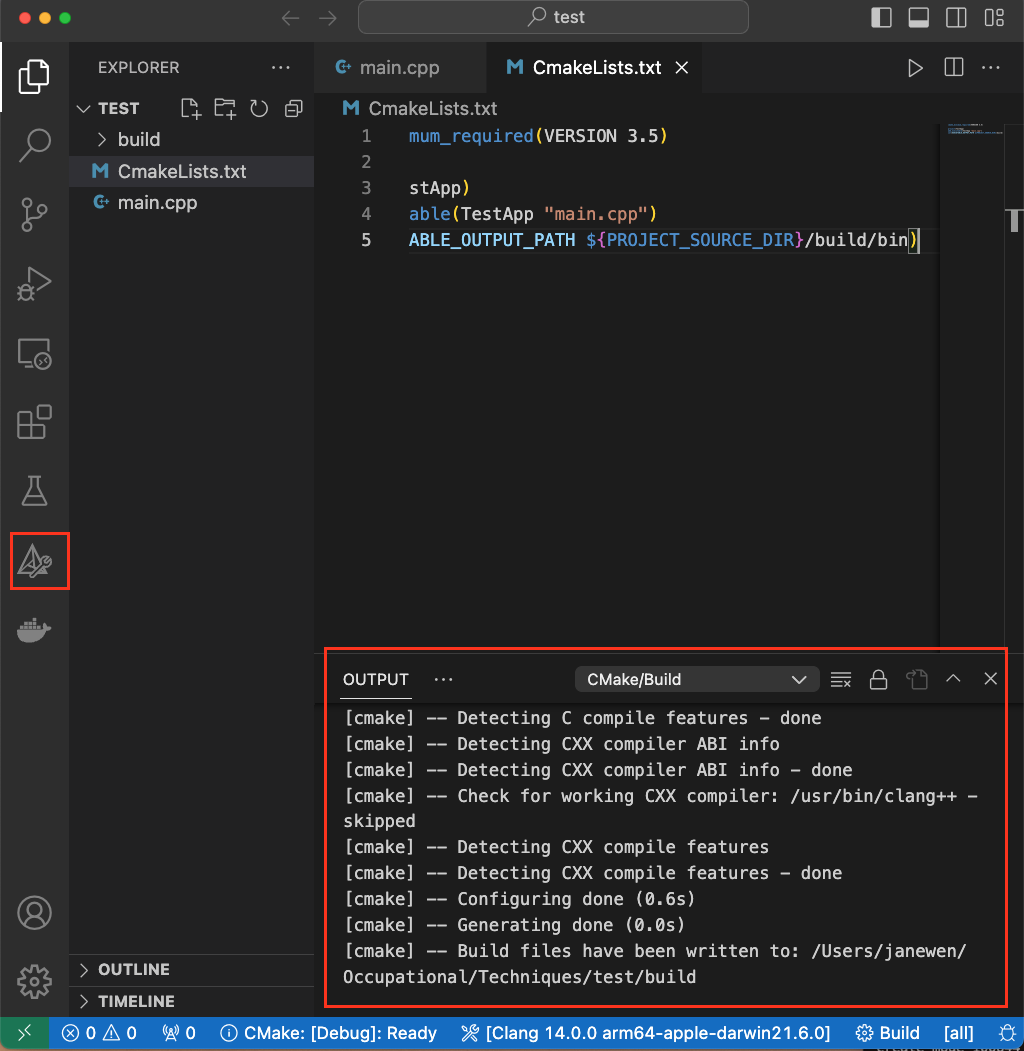 test
EXPLORER
TEST
build
CmakeLists.txt
main.cpp
OUTLINE
TIMELINE
main.cpp
CmakeLists.txt
CmakeLists.txt
1 mum_required(VERSION 3.5)
2
3 stApp)
4 able(TestApp "main.cpp")
5 ABLE_OUTPUT_PATH ${PROJECT_SOURCE_DIR}/build/bin)
OUTPUT CMake/Build
[cmake] -- Detecting C compile features - done
[cmake] -- Detecting CXX compiler ABI info
[cmake] -- Detecting CXX compiler ABI info - done
[cmake] -- Check for working CXX compiler: /usr/bin/clang++ -
skipped
[cmake] -- Detecting CXX compile features
[cmake] -- Detecting CXX compile features - done
[cmake] -- Configuring done (0.6s)
[cmake] -- Generating done (0.0s)
[cmake] -- Build files have been written to: /Users/janewen/
Occupational/Techniques/test/build
0 0 0 CMake: [Debug]: Ready [Clang 14.0.0 arm64-apple-darwin21.6.0] Build [all]